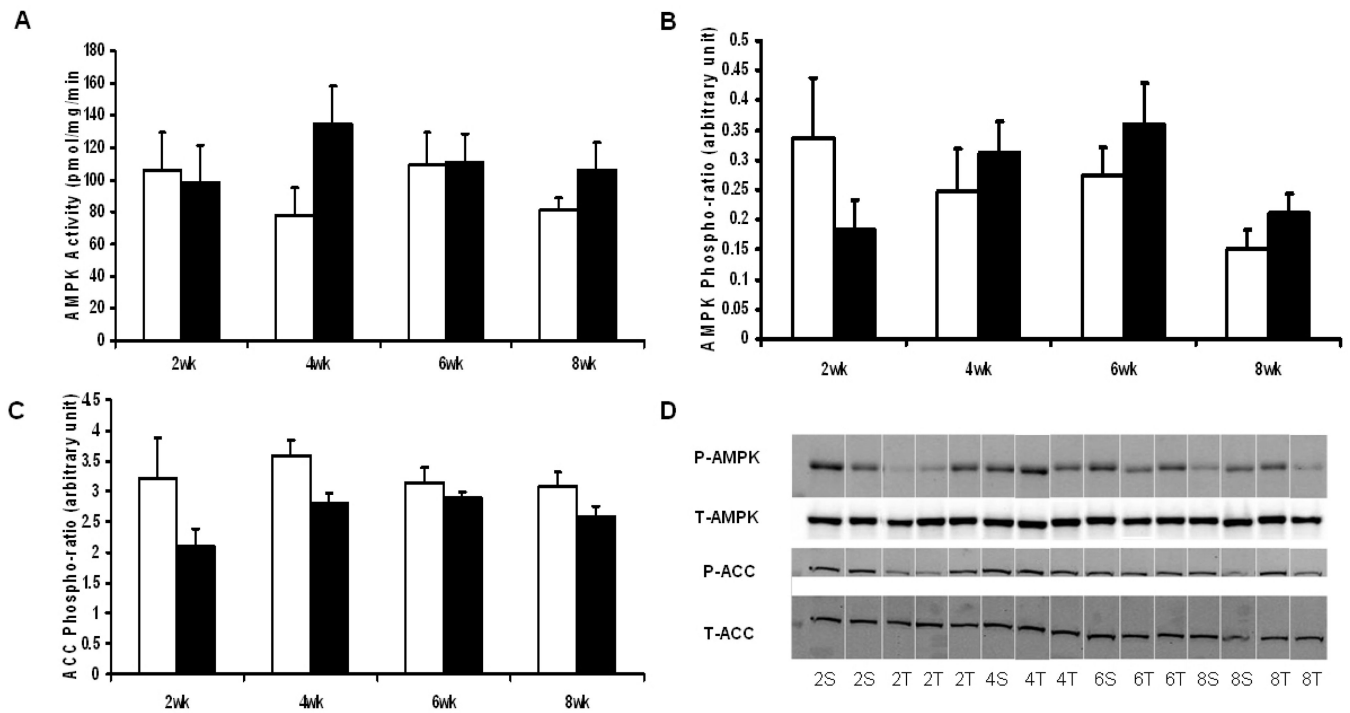 A
AMPK Activity (pmol/mg/min
180
160
140
120
100
80
60
40
20
0
2wk 4wk 6wk 8wk
B
AMPK Phospho-ratio (arbitrary unit)
0.5
0.45
0.4
0.35
0.3
0.25
0.2
0.15
0.1
0.05
0
2wk 4wk 6wk 8wk
C
ACC Phospho-ratio (arbitrary unit)
4.5
4
3.5
3
2.5
2
1.5
1
0.5
0
2wk 4wk 6wk 8wk
D
P-AMPK
T-AMPK
P-ACC
T-ACC
2S 2S 2T 2T 2T 4S 4T 4T 6S 6T 6T 8S 8S 8T 8T